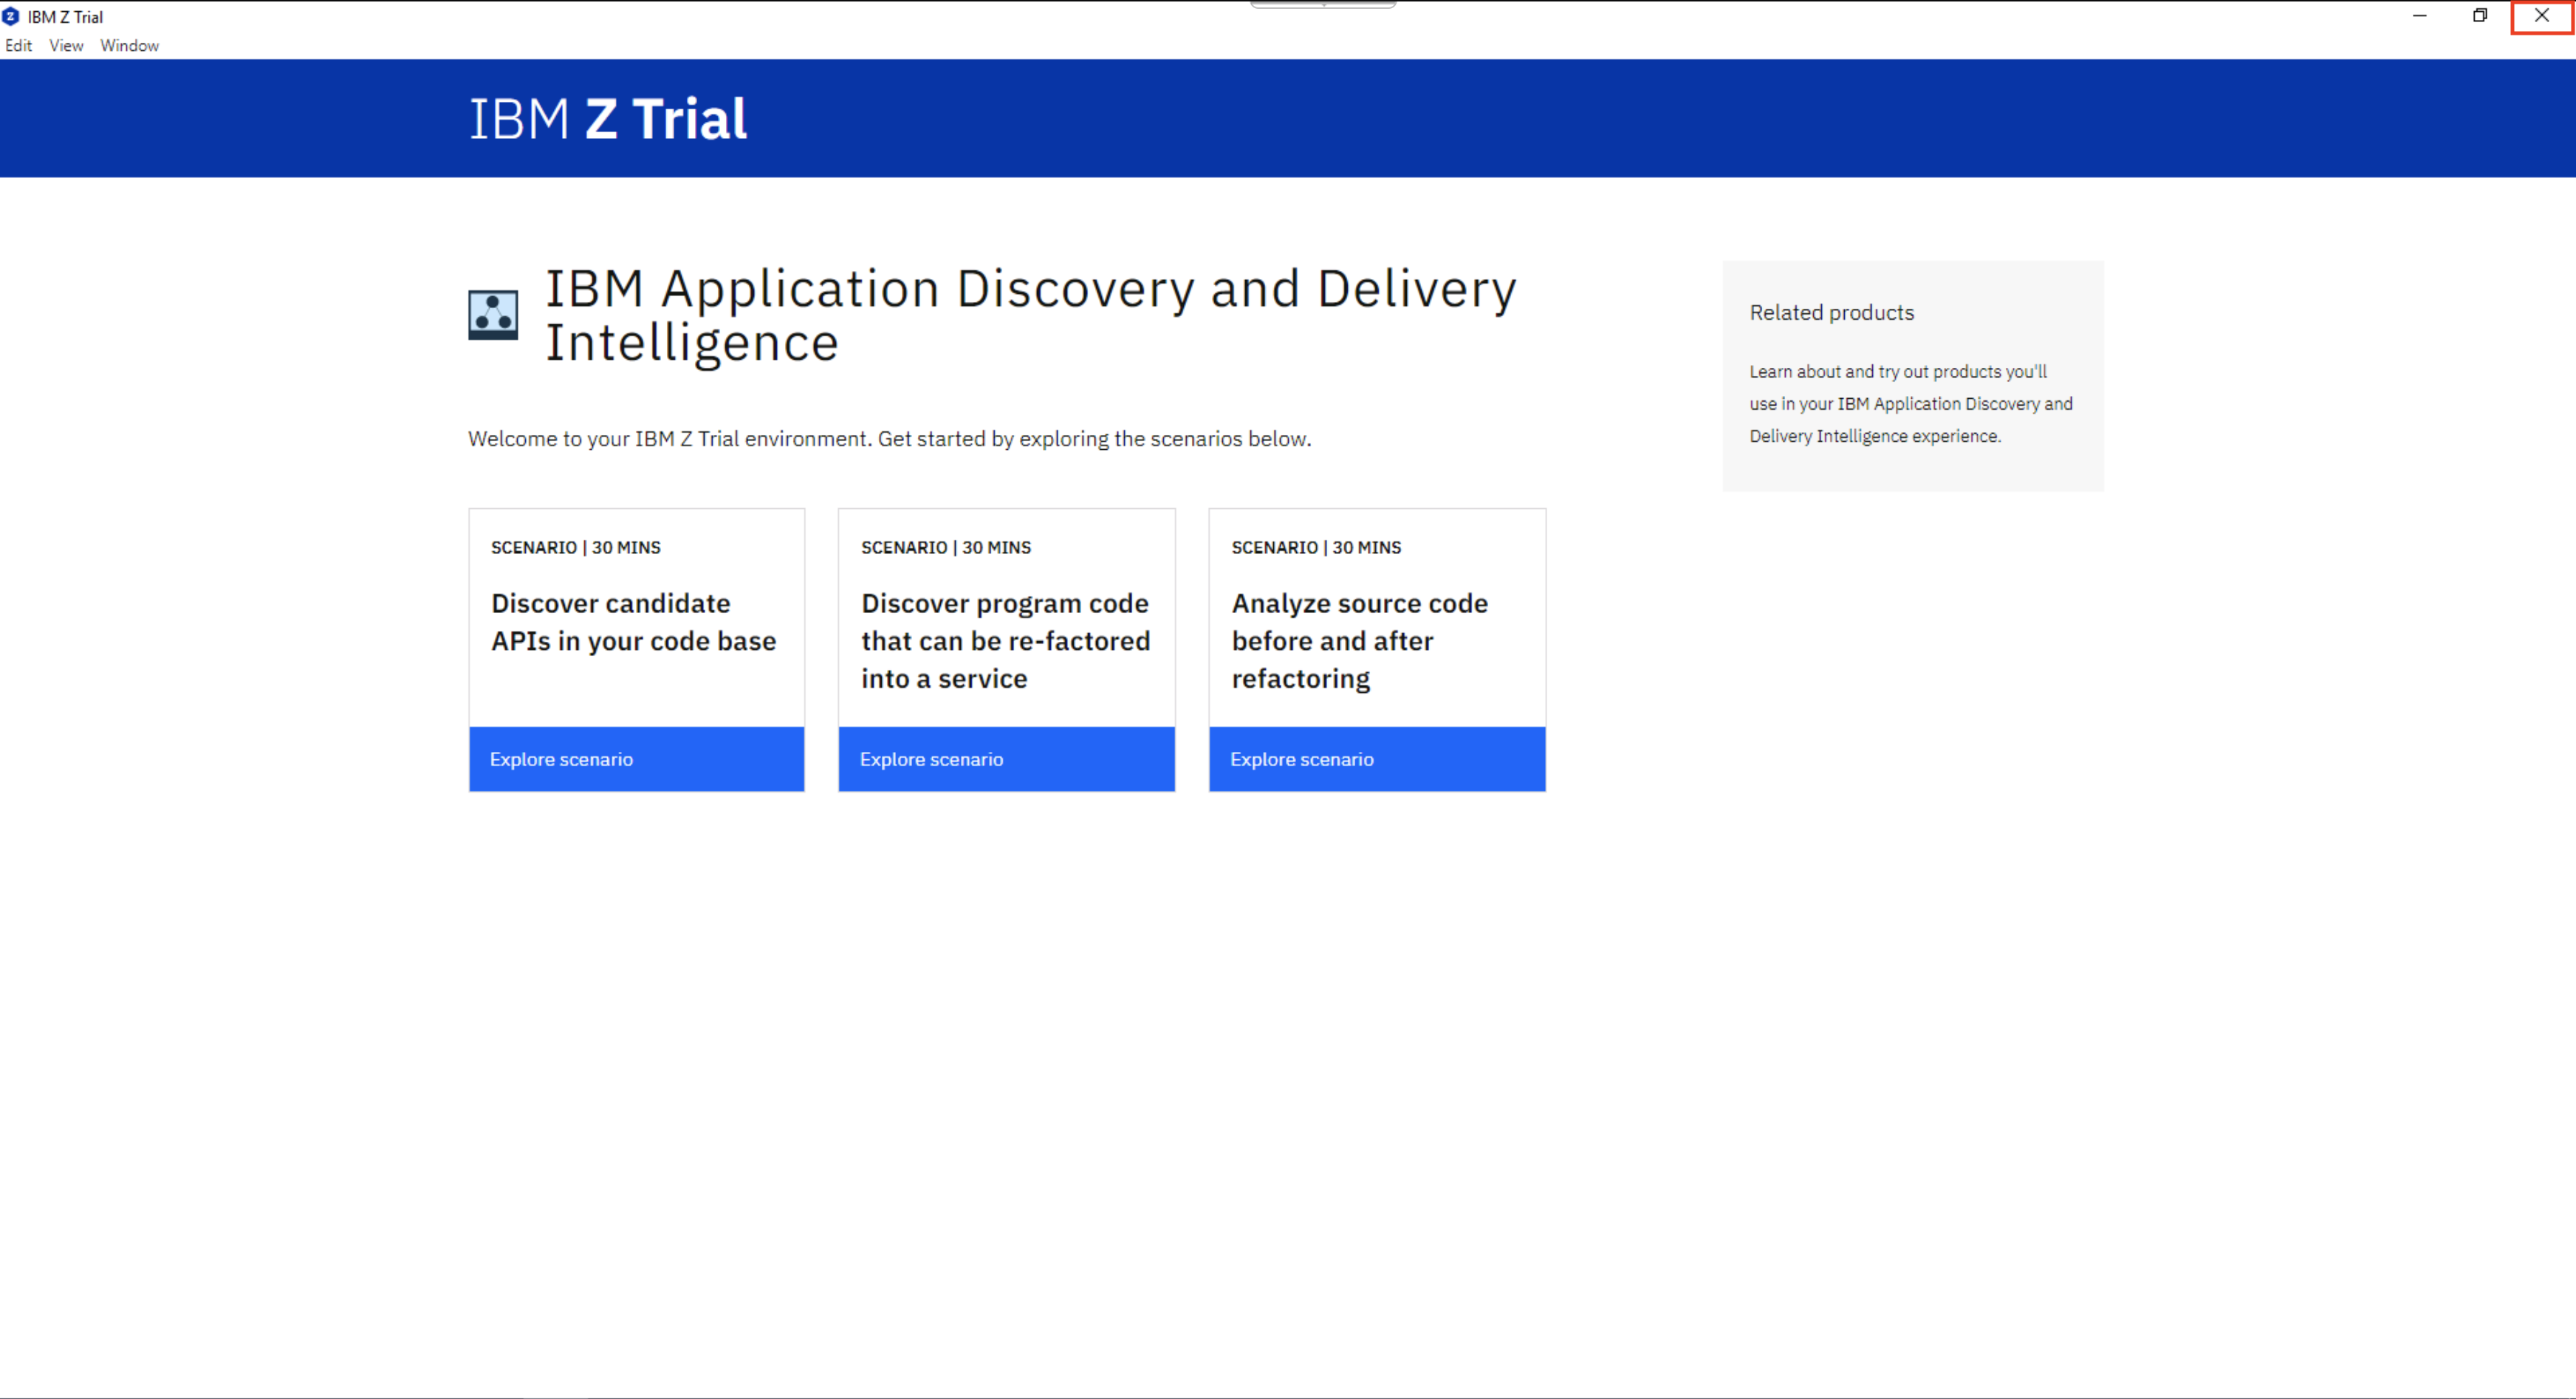 IBM Z Trial
Edit View Window
IBM Z Trial
IBM Application Discovery and Delivery
Intelligence
Welcome to your IBM Z Trial environment. Get started by exploring the scenarios below.
SCENARIO | 30 MINS
Discover candidate
APIs in your code base
Explore scenario
SCENARIO | 30 MINS
Discover program code
that can be re-factored
into a service
Explore scenario
SCENARIO | 30 MINS
Analyze source code
before and after
refactoring
Explore scenario
Related products
Learn about and try out products you'll
use in your IBM Application Discovery and
Delivery Intelligence experience.